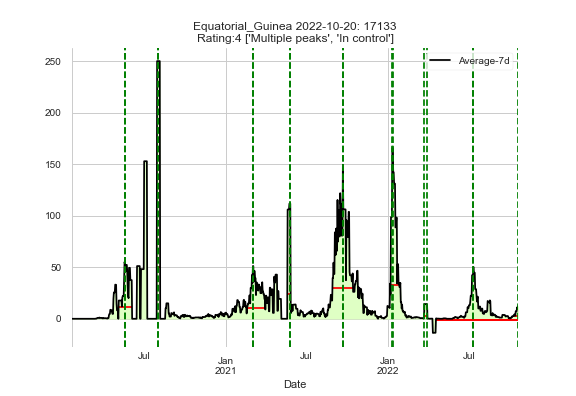 Equatorial_Guinea 2022-10-20: 17133
Rating:4 ['Multiple peaks', 'In control']
Average-7d
250
200
150
100
50
0
Jul
Jan
2021
Jul
Jan
2022
Jul
Date